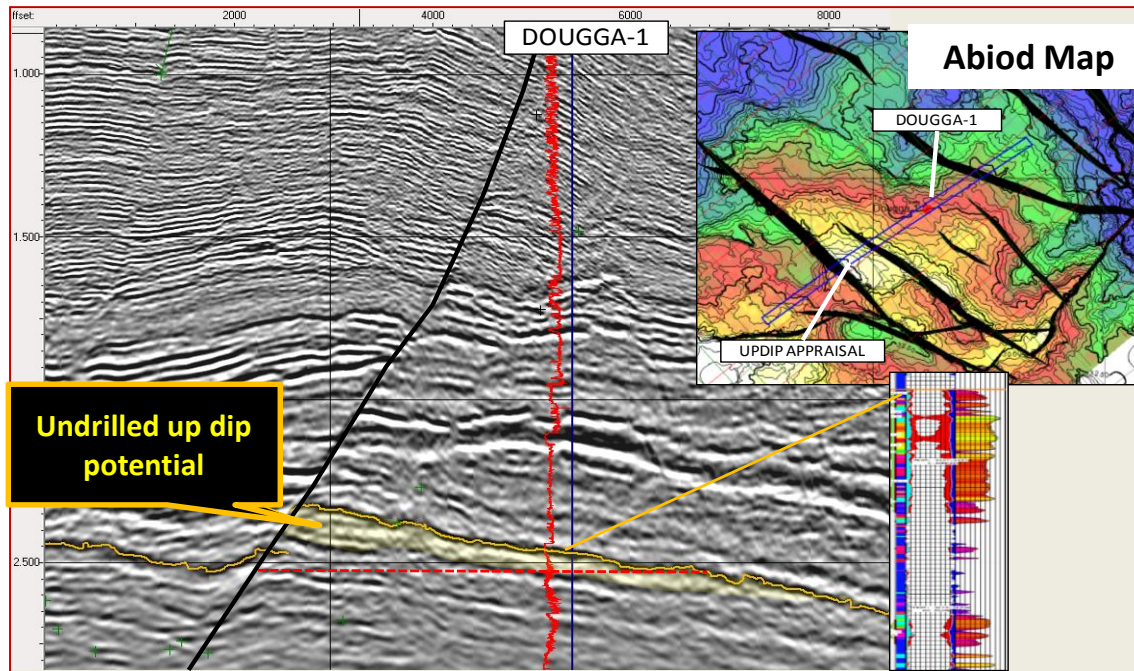 ffset:
2000
4000
6000
8000
DOUGGA-1
1.000
1.500
2.500
Undrilled up dip
potential
Abiod Map
DOUGGA-1
UPDIP APPRAISAL